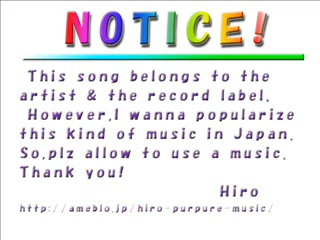 NOTICE!
This song belongs to the
artist & the record label.
However,I wanna popularize
this kind of music in Japan.
So,plz allow to use a music.
Thank you!
Hiro
http://ameblo.jp/hiro-purpure-music/